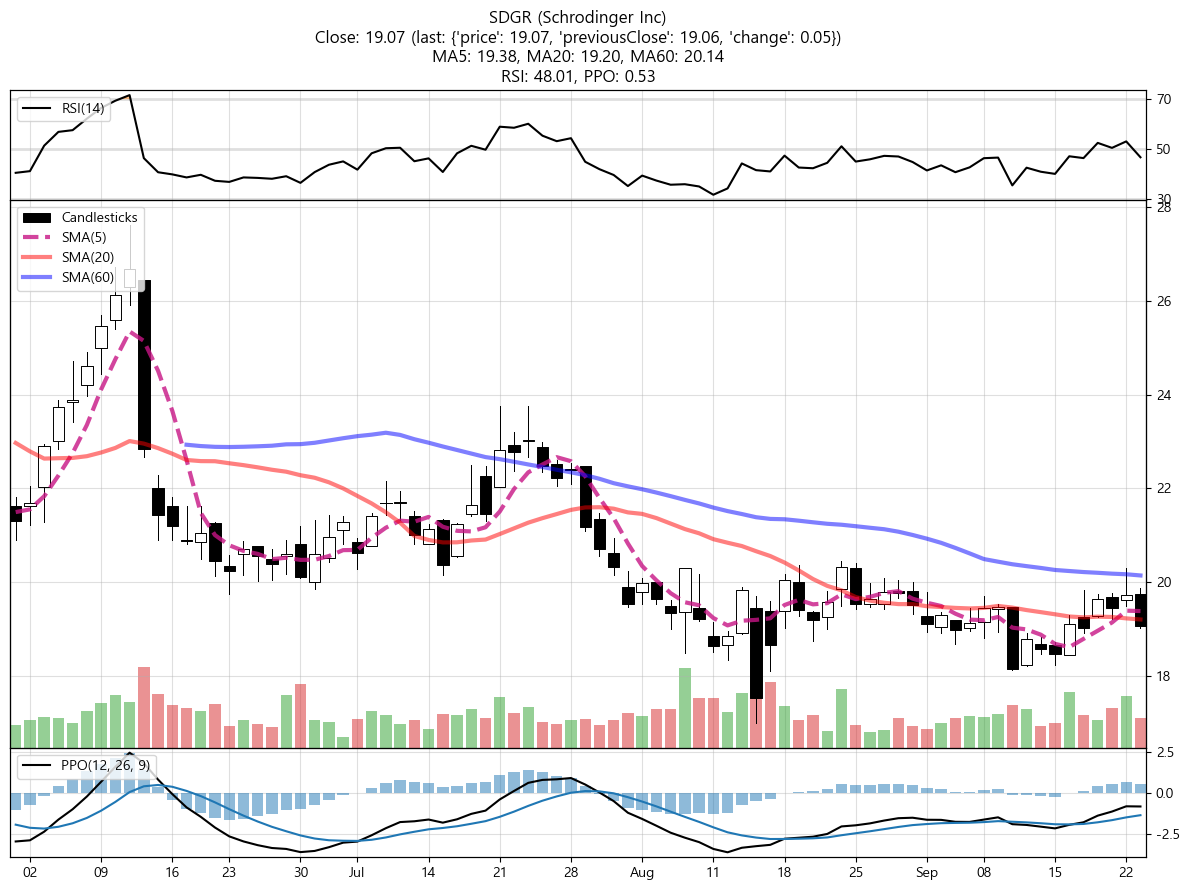 SDGR (Schrodinger Inc)
Close: 19.07 (last: {'price': 19.07, 'previousClose': 19.06, 'change': 0.05})
MA5: 19.38, MA20: 19.20, MA60: 20.14
RSI: 48.01, PPO: 0.53
RSI(14)
70
50
30
Candlesticks
SMA(5)
SMA(20)
SMA(60)
28
26
24
22
20
18
PPO(12, 26, 9)
2.5
0.0
-2.5
02 09 16 23 30 Jul 14 21 28 Aug 11 18 25 Sep 08 15 22